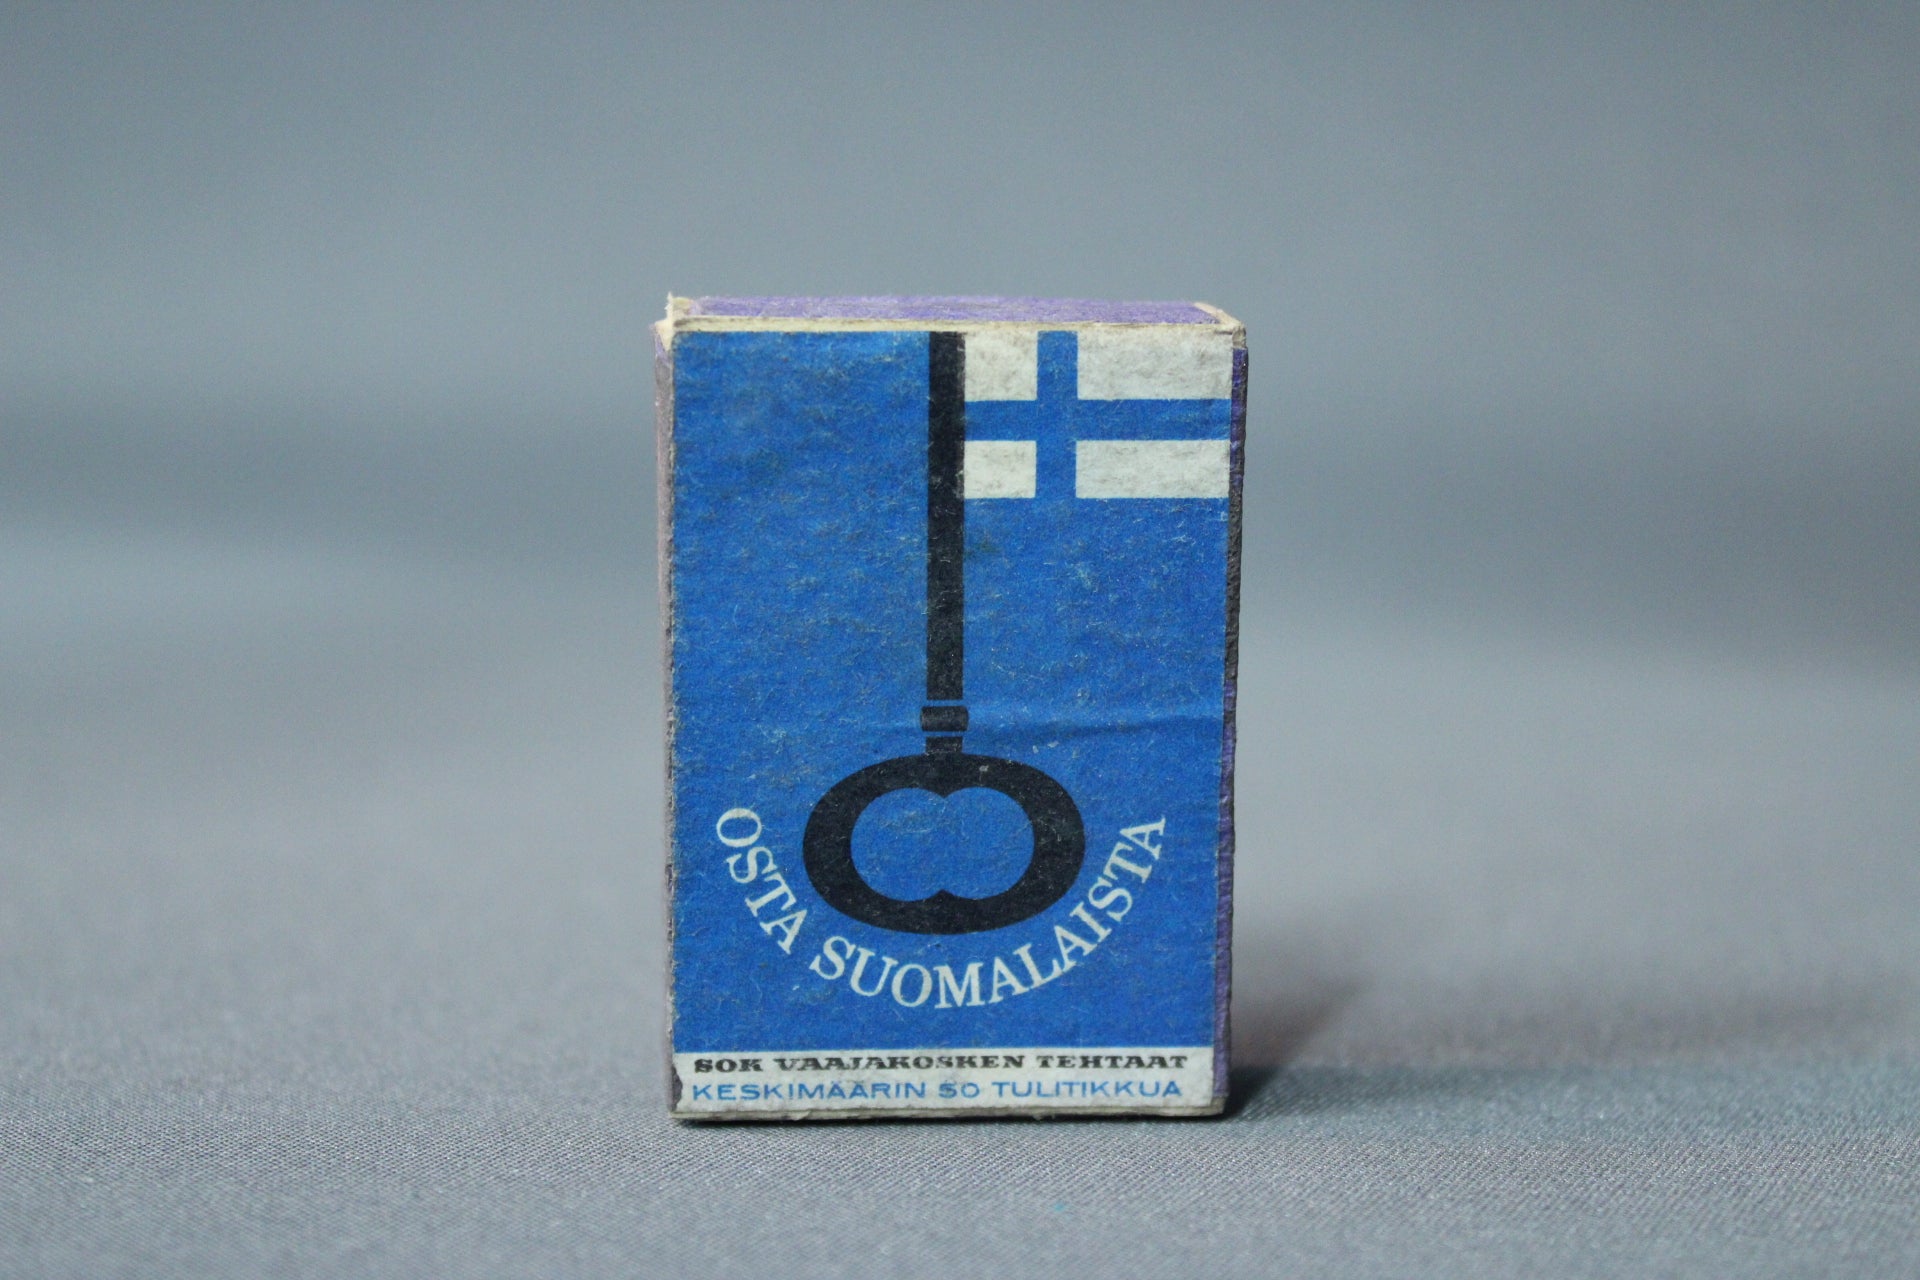 OSTA SUOMALAISTA
SOK VAAJAKOSKEN TEHTAAT
KESKIMÄÄRIN 50 TULITIKKUA